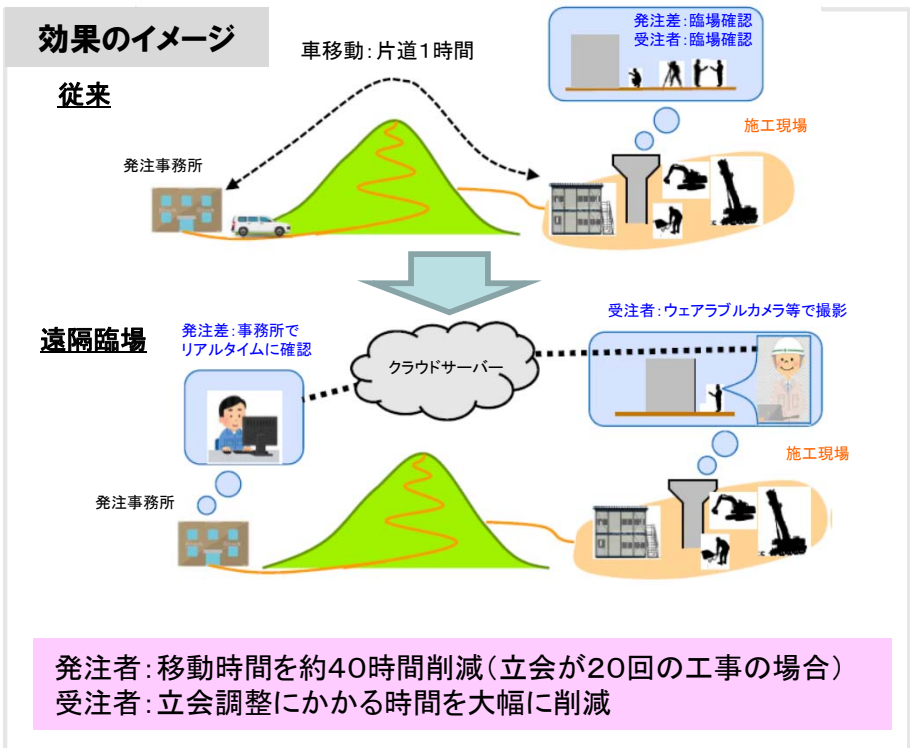 効果のイメージ
従来
車移動：片道１時間
発注差：臨場確認
受注者：臨場確認
施工現場
発注事務所
遠隔臨場
発注差：事務所で
リアルタイムに確認
クラウドサーバー
受注者：ウェアラブルカメラ等で撮影
施工現場
発注事務所
発注者：移動時間を約４０時間削減（立会が２０回の工事の場合）
受注者：立会調整にかかる時間を大幅に削減